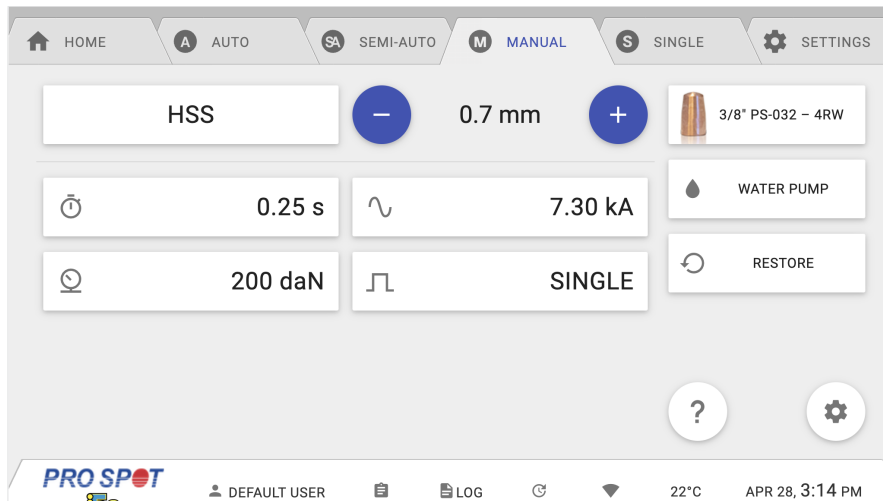 HOME A AUTO SA SEMI-AUTO M MANUAL S SINGLE SETTINGS
HSS − 0.7 mm + 3/8" PS-032 – 4RW
WATER PUMP
0.25 s 7.30 kA
RESTORE
200 daN SINGLE
?
PRO SPOT
DEFAULT USER LOG 22°C APR 28, 3:14 PM